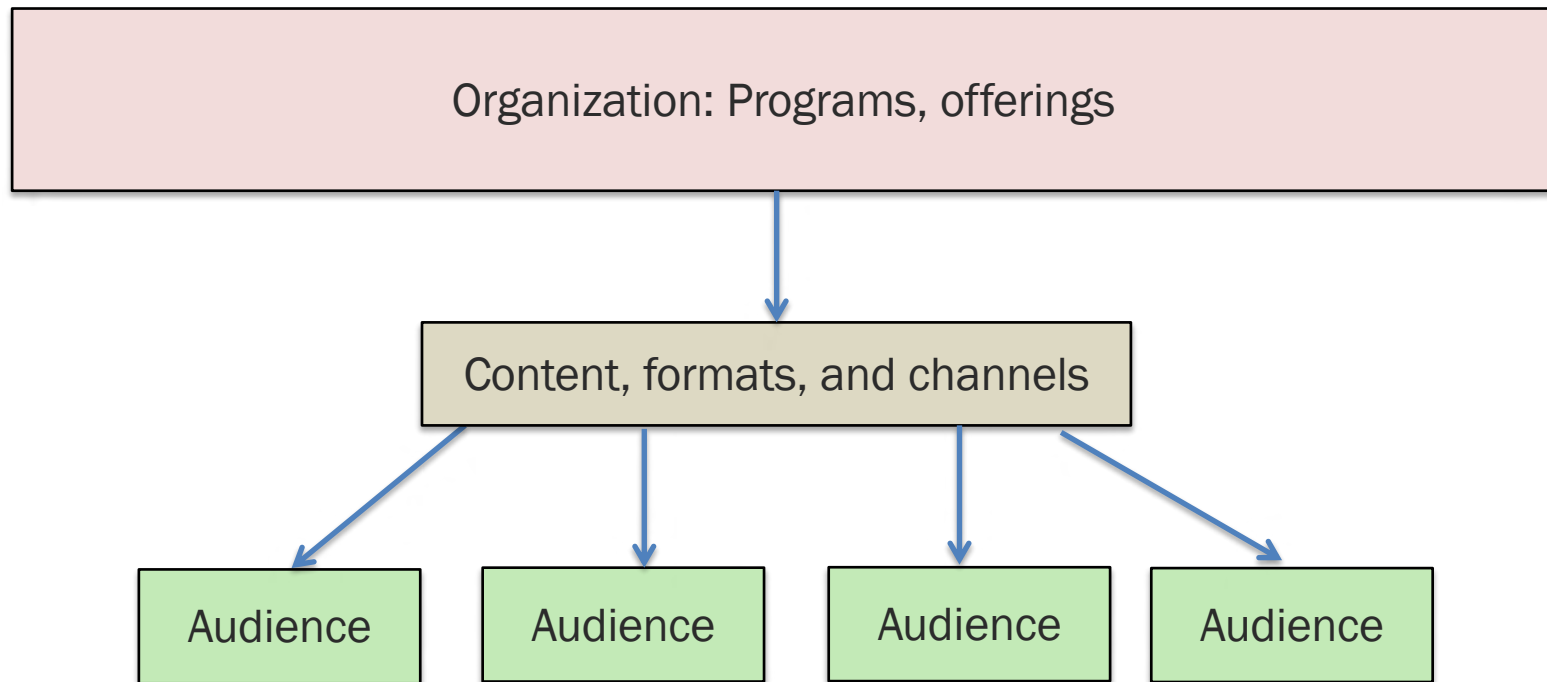 Organization: Programs, offerings
Content, formats, and channels
Audience
Audience
Audience
Audience